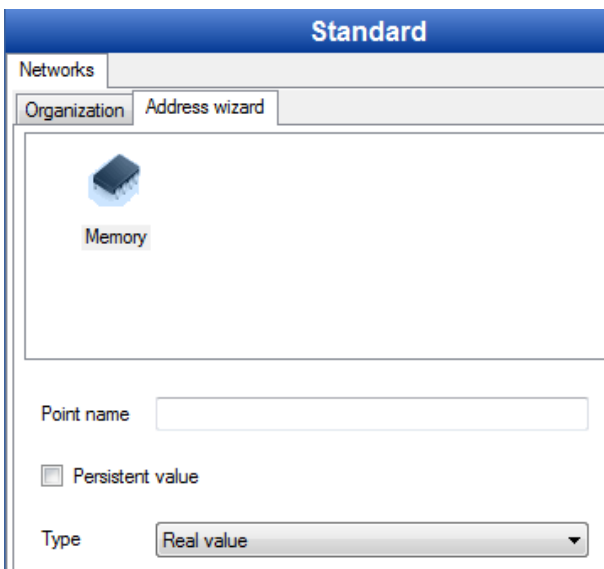 Standard
Networks
Organization
Address wizard
Memory
Point name
Persistent value
Type
Real value